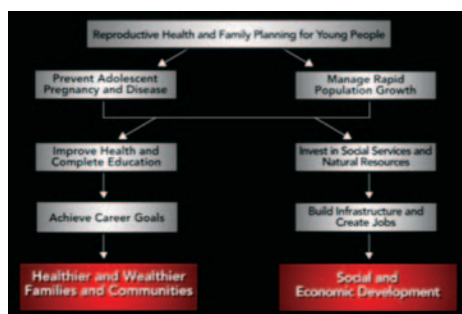 Reproductive Health and Family Planning for Young People
Prevent Adolescent
Pregnancy and Disease
Manage Rapid
Population Growth
Improve Health and
Complete Education
Invest in Social Services and
Natural Resources
Achieve Career Goals
Build Infrastructure and
Create Jobs
Healthier and Wealthier
Families and Communities
Social and
Economic Development